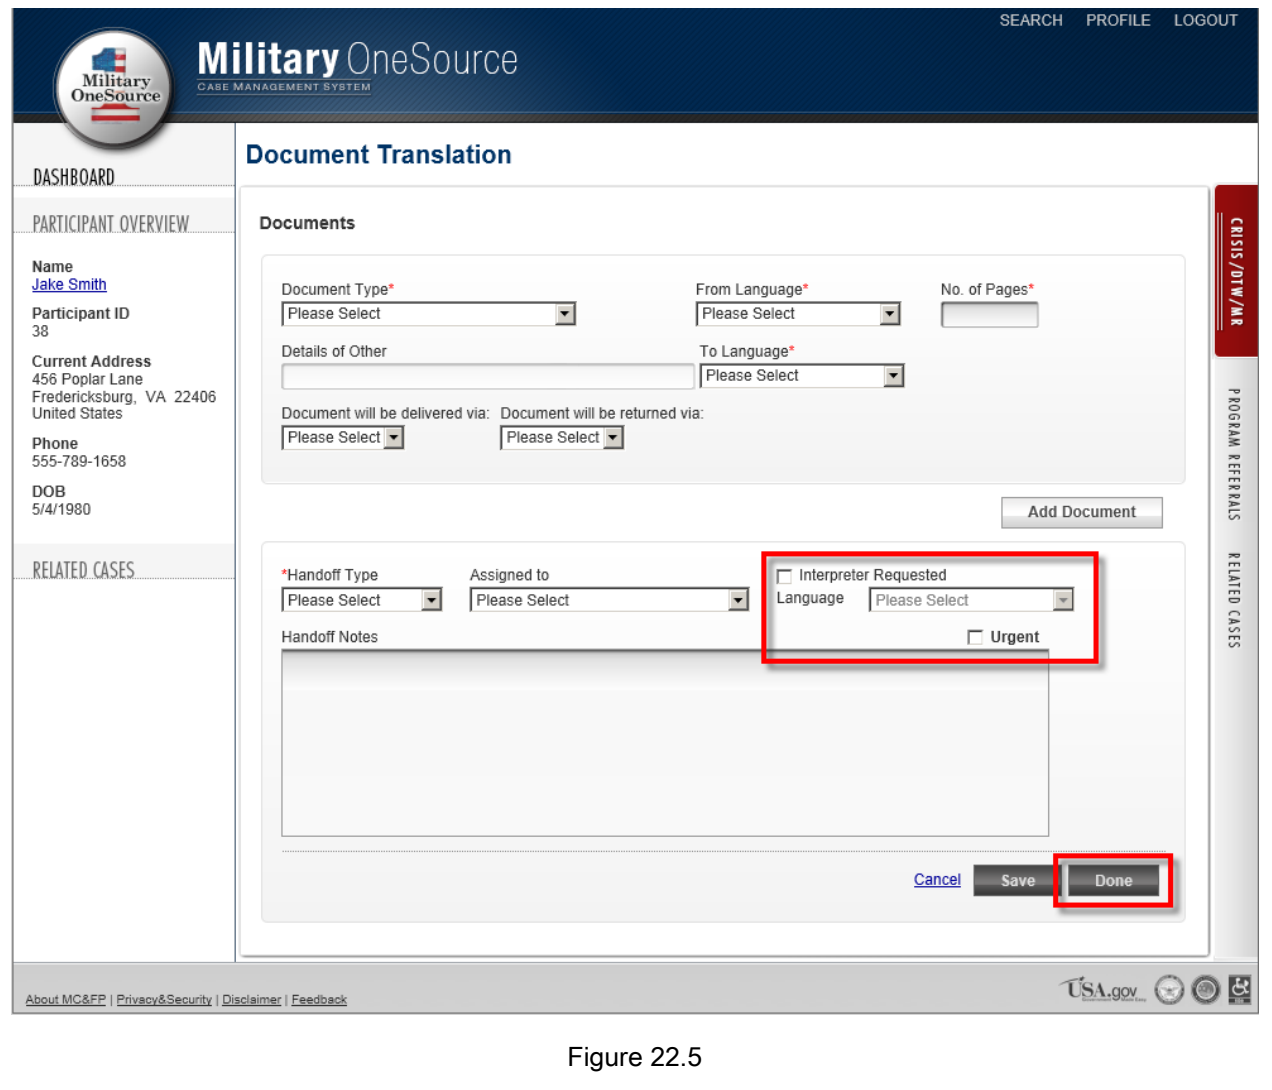 SEARCH PROFILE LOGOUT
Military OneSource
CASE MANAGEMENT SYSTEM
Military
OneSource
DASHBOARD
PARTICIPANT OVERVIEW
Name
Jake Smith
Participant ID
38
Current Address
456 Poplar Lane
Fredericksburg, VA 22406
United States
Phone
555-789-1658
DOB
5/4/1980
RELATED CASES
Document Translation
Documents
Document Type* From Language* No. of Pages*
Please Select Please Select
Details of Other To Language*
Please Select
Document will be delivered via: Document will be returned via:
Please Select Please Select
Add Document
*Handoff Type Assigned to Interpreter Requested
Please Select Please Select Language Please Select
Handoff Notes Urgent
Cancel Save Done
CRISIS/DTW/MR
PROGRAM REFERRALS
RELATED CASES
About MC&FP | Privacy&Security | Disclaimer | Feedback
USA.gov
Figure 22.5